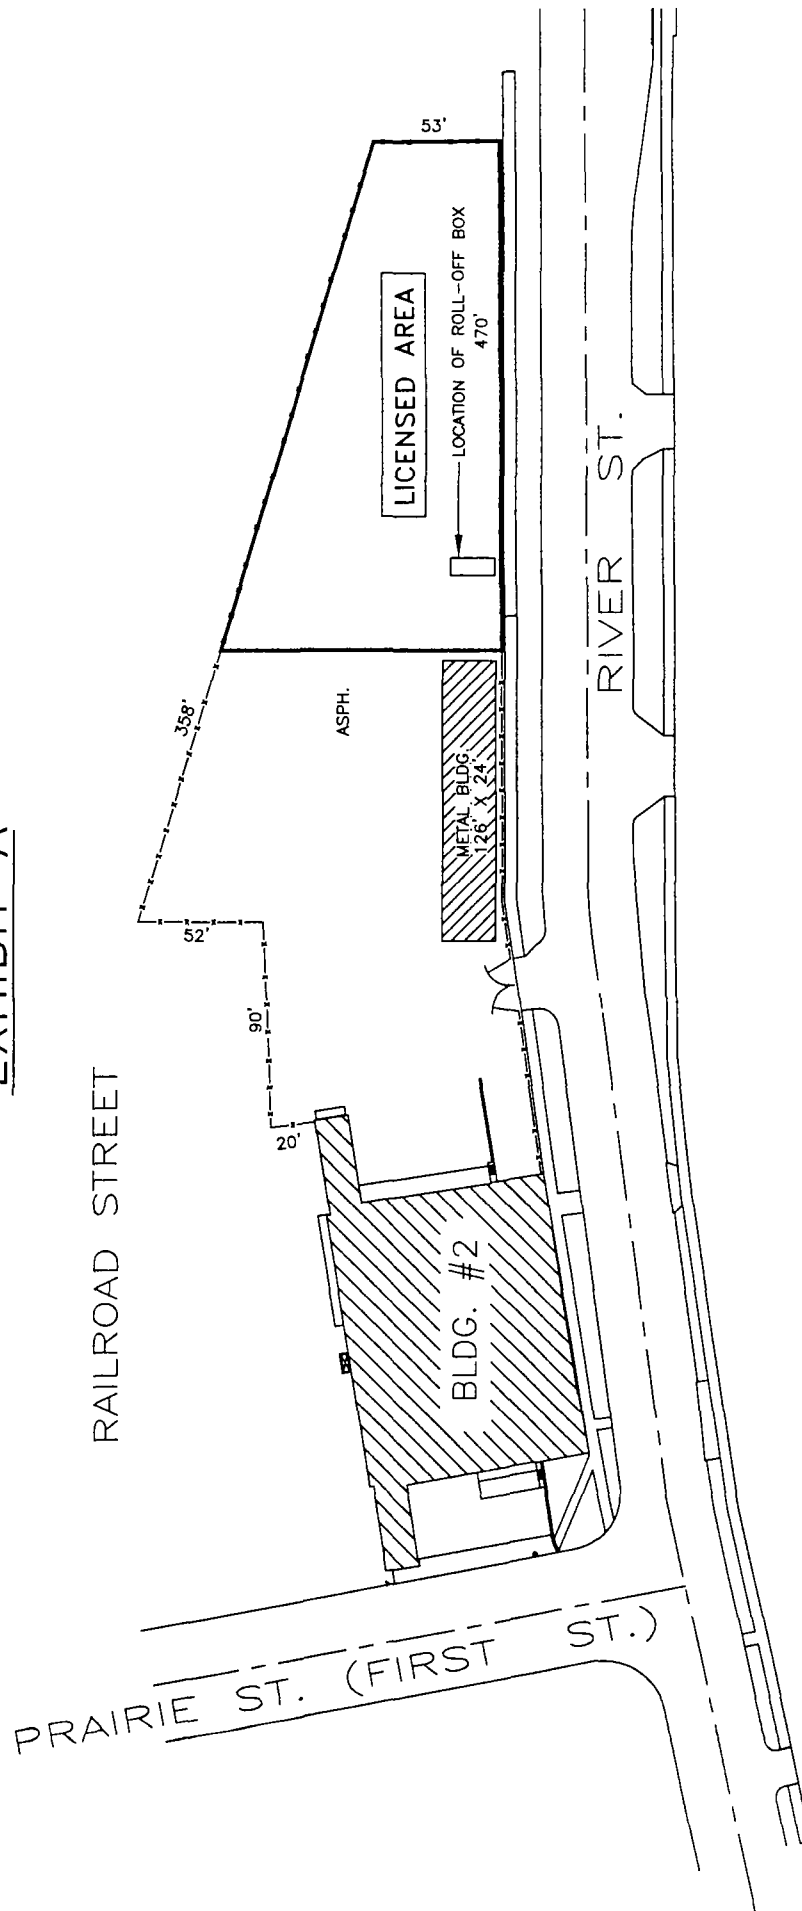 EXHIBIT A
RAILROAD STREET
53'
LICENSED AREA
LOCATION OF ROLL-OFF BOX
470'
358'
ASPH.
METAL BLDG
126' X 24'
52'
90'
20'
BLDG. #2
RIVER ST.
PRAIRIE ST. (FIRST ST.)